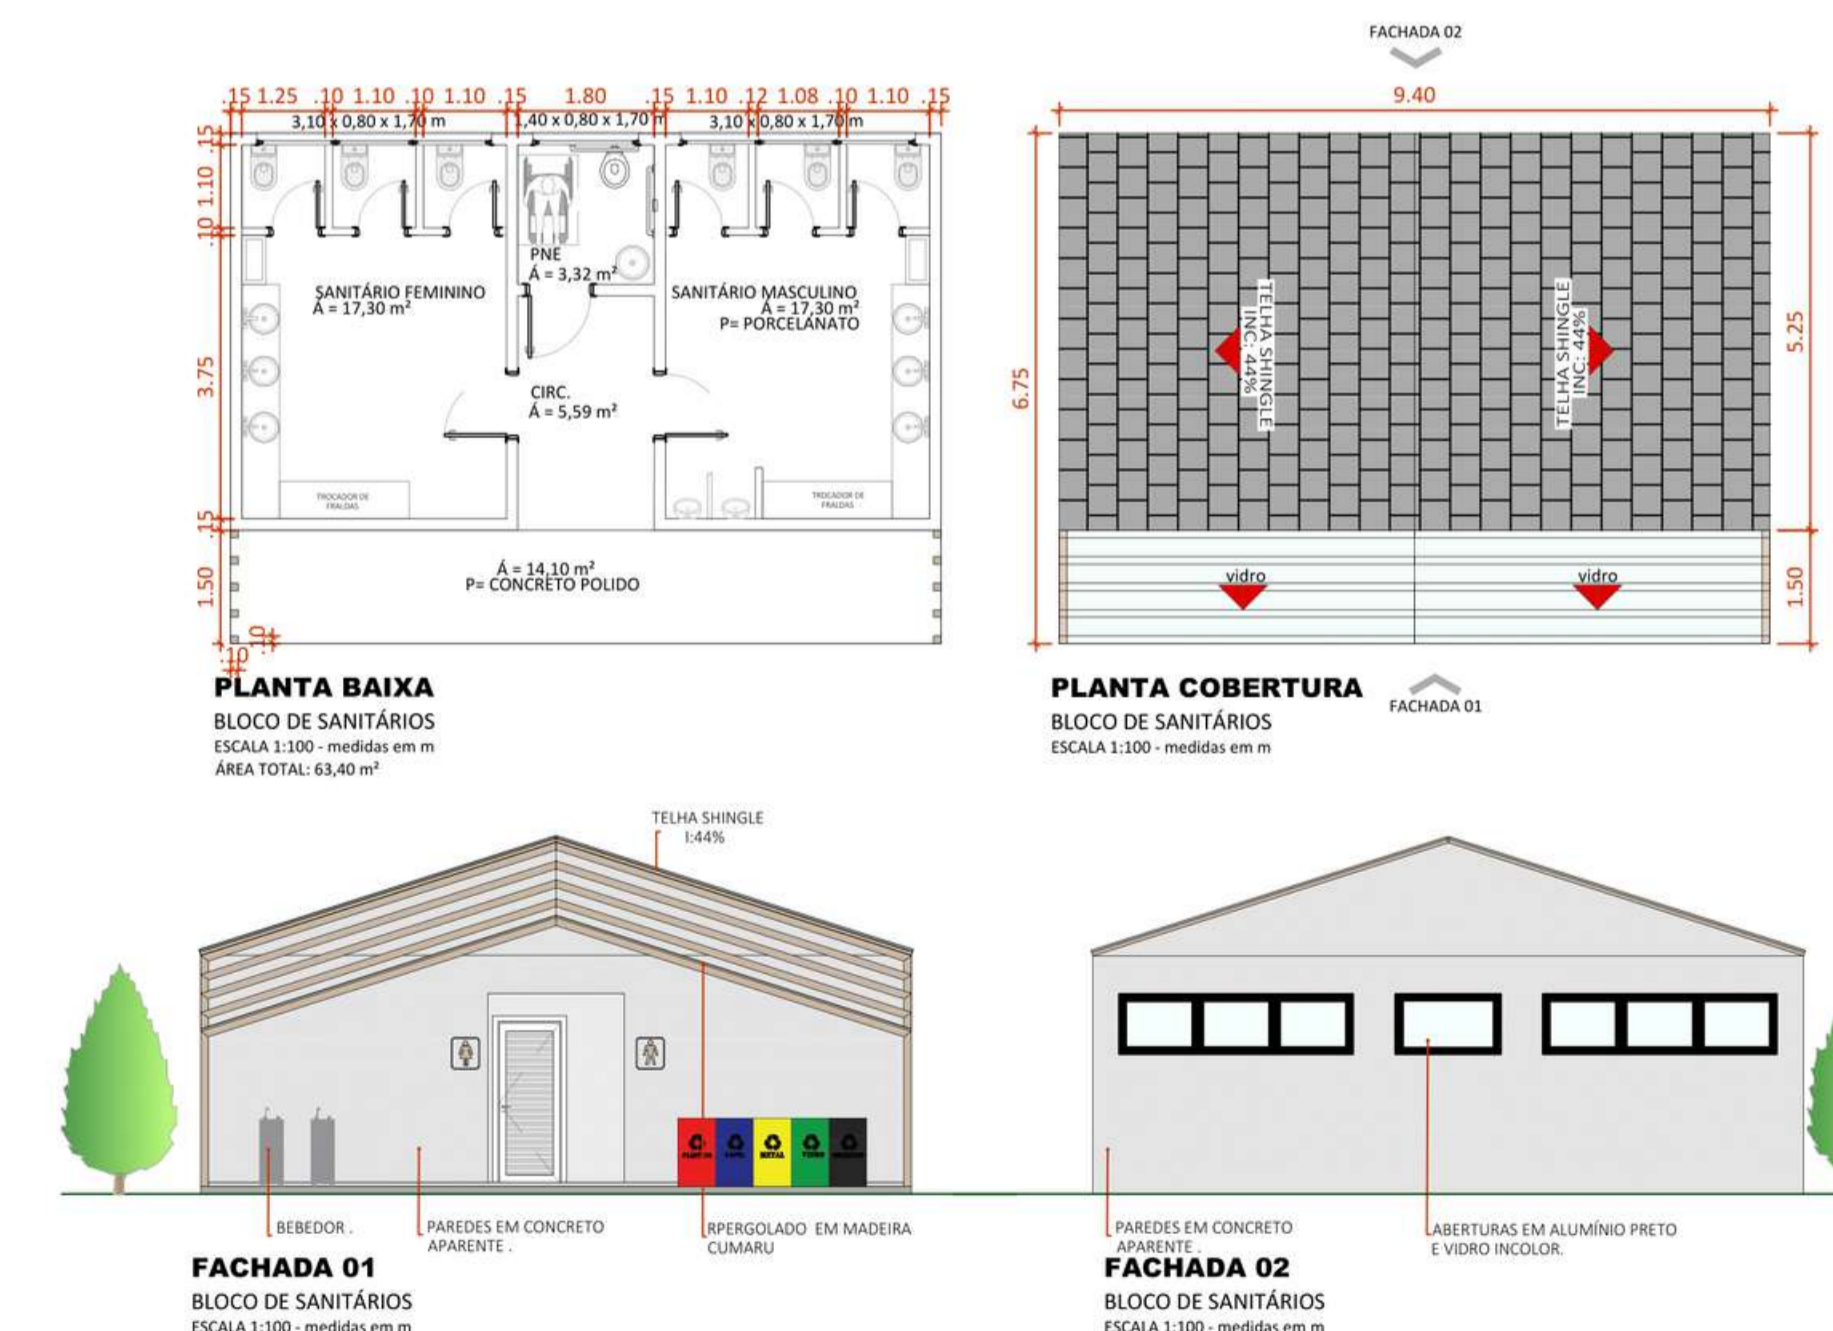 FACHADA 02
.15 1.25 .10 1.10 .10 1.10 .15 1.80 .15 1.10 .12 1.08 .10 1.10 .15
3,10 x 0,80 x 1,70 m
1,40 x 0,80 x 1,70 m
3,10 x 0,80 x 1,70 m
.15
1.10
.10
3.75
.15
1.50
.10
.10
PNE
Á = 3,32 m²
SANITÁRIO FEMININO
Á = 17,30 m²
SANITÁRIO MASCULINO
Á = 17,30 m²
P= PORCELANATO
CIRC.
Á = 5,59 m²
TROCADOR DE
FRALDAS
TROCADOR DE
FRALDAS
Á = 14,10 m²
P= CONCRETO POLIDO
PLANTA BAIXA
BLOCO DE SANITÁRIOS
ESCALA 1:100 - medidas em m
ÁREA TOTAL: 63,40 m²
9.40
6.75
5.25
1.50
TELHA SHINGLE
INC: 44%
TELHA SHINGLE
INC: 44%
vidro
vidro
PLANTA COBERTURA
BLOCO DE SANITÁRIOS
ESCALA 1:100 - medidas em m
FACHADA 01
TELHA SHINGLE
I:44%
METAL
VIDRO
BEBEDOR .
PAREDES EM CONCRETO
APARENTE .
RPERGOLADO EM MADEIRA
CUMARU
FACHADA 01
BLOCO DE SANITÁRIOS
ESCALA 1:100 - medidas em m
PAREDES EM CONCRETO
APARENTE .
ABERTURAS EM ALUMÍNIO PRETO
E VIDRO INCOLOR.
FACHADA 02
BLOCO DE SANITÁRIOS
ESCALA 1:100 - medidas em m